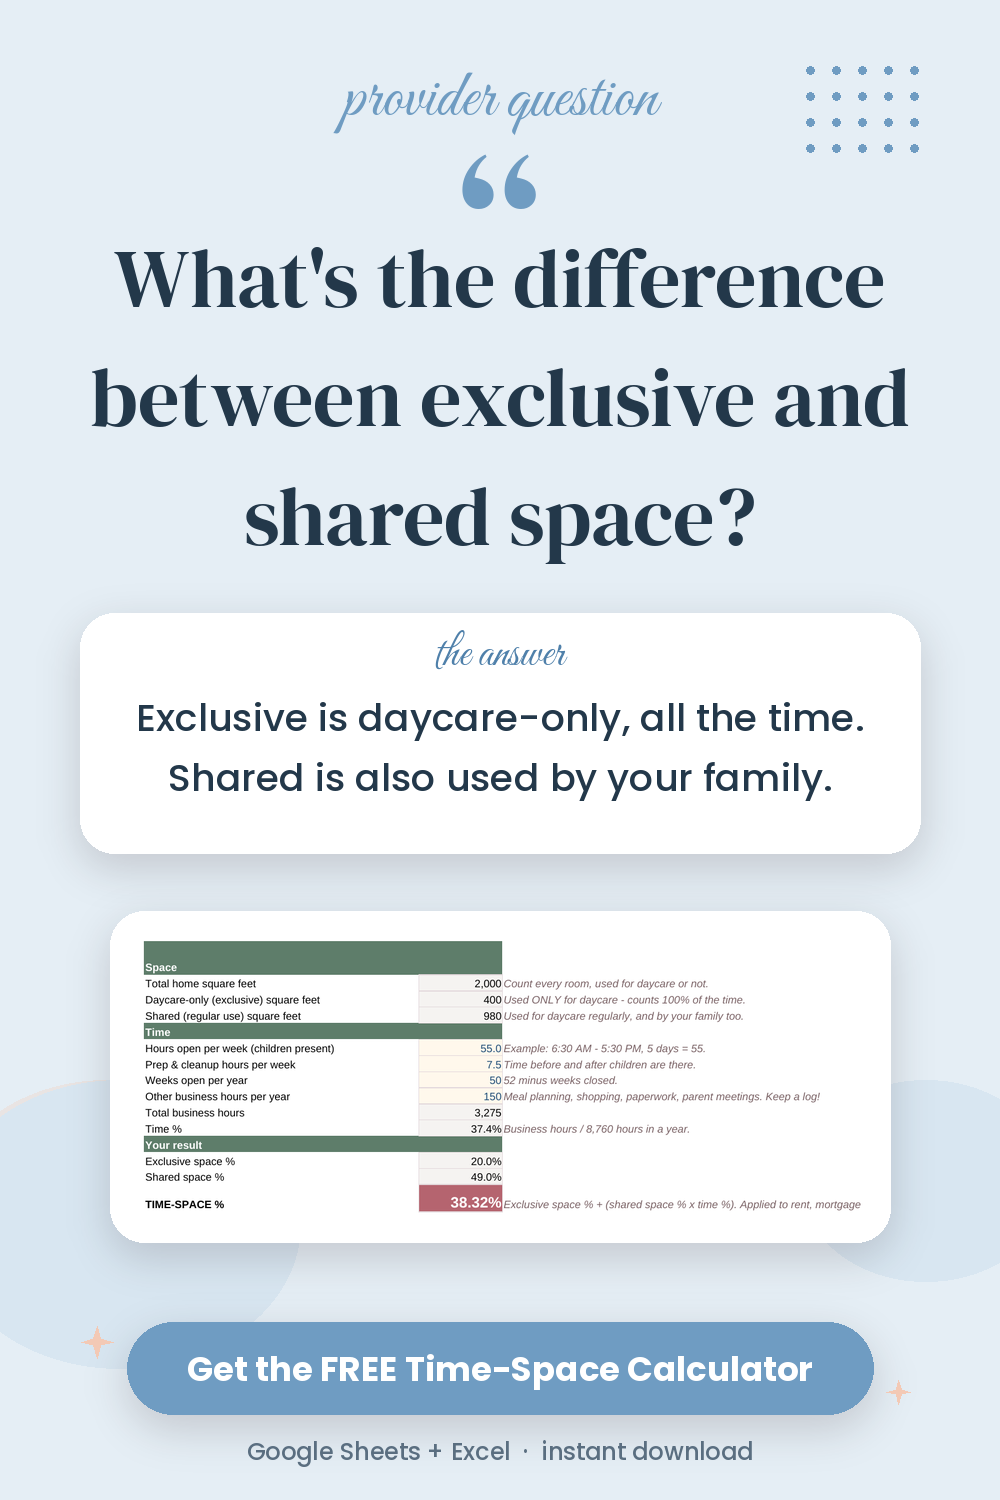 provider question
“
What's the difference
between exclusive and
shared space?
the answer
Exclusive is daycare-only, all the time.
Shared is also used by your family.
Space
Total home square feet 2,000 Count every room, used for daycare or not.
Daycare-only (exclusive) square feet 400 Used ONLY for daycare - counts 100% of the time.
Shared (regular use) square feet 980 Used for daycare regularly, and by your family too.
Time
Hours open per week (children present) 55.0 Example: 6:30 AM - 5:30 PM, 5 days = 55.
Prep & cleanup hours per week 7.5 Time before and after children are there.
Weeks open per year 50 52 minus weeks closed.
Other business hours per year 150 Meal planning, shopping, paperwork, parent meetings. Keep a log!
Total business hours 3,275
Time % 37.4% Business hours / 8,760 hours in a year.
Your result
Exclusive space % 20.0%
Shared space % 49.0%
TIME-SPACE % 38.32% Exclusive space % + (shared space % x time %). Applied to rent, mortgage
Get the FREE Time-Space Calculator
Google Sheets + Excel · instant download